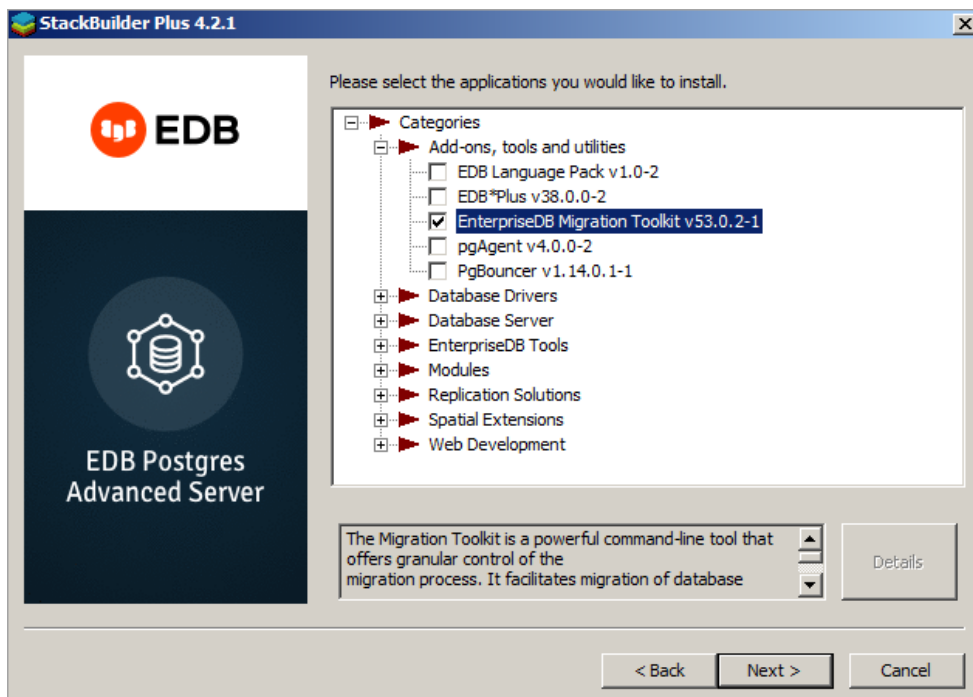 StackBuilder Plus 4.2.1
EDB
EDB Postgres
Advanced Server
Please select the applications you would like to install.
Categories
Add-ons, tools and utilities
EDB Language Pack v1.0-2
EDB*Plus v38.0.0-2
EnterpriseDB Migration Toolkit v53.0.2-1
pgAgent v4.0.0-2
PgBouncer v1.14.0.1-1
Database Drivers
Database Server
EnterpriseDB Tools
Modules
Replication Solutions
Spatial Extensions
Web Development
The Migration Toolkit is a powerful command-line tool that
offers granular control of the
migration process. It facilitates migration of database
Details
< Back
Next >
Cancel